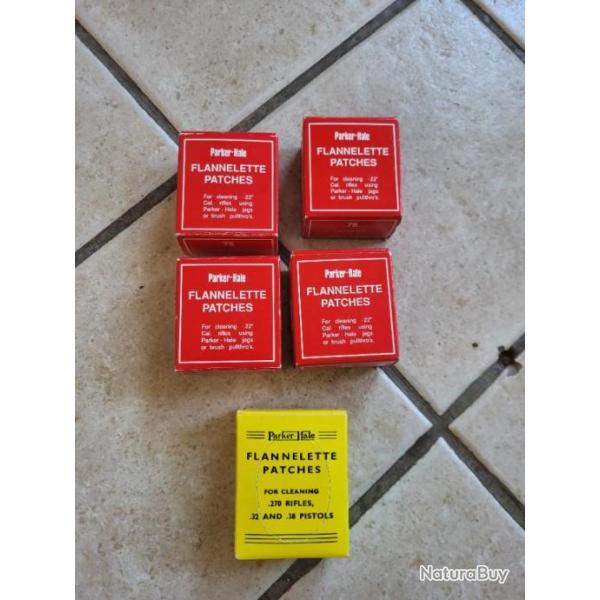 Parker-Hale
FLANNELETTE
PATCHES
For cleaning .22"
Cal. rifles using
Parker-Hale jags
or brush pullthro's.
75
Parker-Hale
FLANNELETTE
PATCHES
For cleaning .22"
Cal. rifles using
Parker-Hale jags
or brush pullthro's.
75
Parker-Hale
FLANNELETTE
PATCHES
For cleaning .22"
Cal. rifles using
Parker-Hale jags
or brush pullthro's.
Parker-Hale
FLANNELETTE
PATCHES
For cleaning .22"
Cal. rifles using
Parker-Hale jags
or brush pullthro's.
Parker Hale
FLANNELETTE
PATCHES
FOR CLEANING
.270 RIFLES,
.32 AND .38 PISTOLS
NaturaBuy